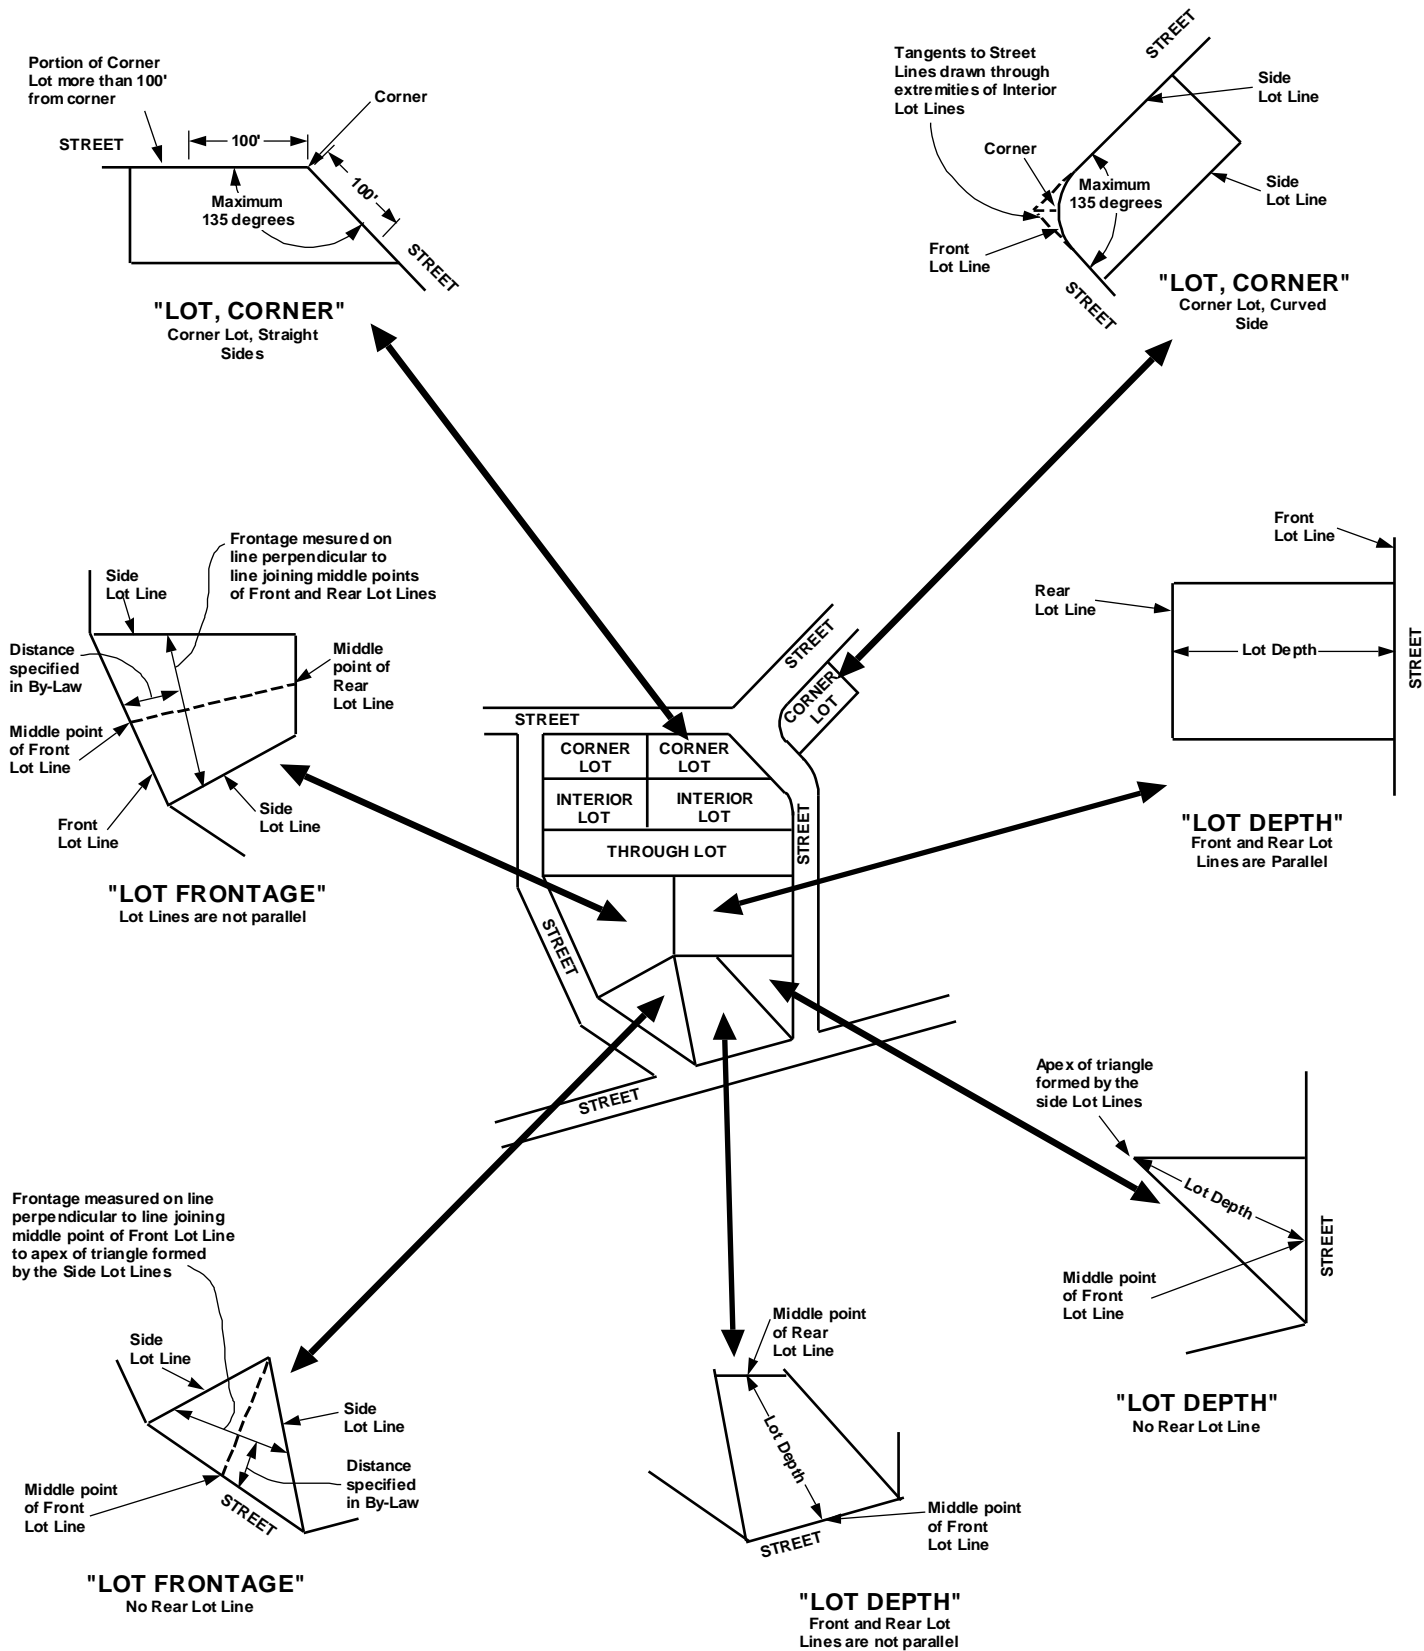 Portion of Corner
Lot more than 100'
from corner
Corner
STREET
100'
100'
Maximum
135 degrees
STREET
"LOT, CORNER"
Corner Lot, Straight
Sides
Tangents to Street
Lines drawn through
extremities of Interior
Lot Lines
STREET
Side
Lot Line
Corner
Maximum
135 degrees
Side
Lot Line
Front
Lot Line
STREET
"LOT, CORNER"
Corner Lot, Curved
Side
Frontage mesured on
line perpendicular to
line joining middle points
of Front and Rear Lot Lines
Side
Lot Line
Distance
specified
in By-Law
Middle
point of
Rear
Lot Line
Middle point
of Front
Lot Line
Front
Lot Line
Side
Lot Line
"LOT FRONTAGE"
Lot Lines are not parallel
Front
Lot Line
Rear
Lot Line
Lot Depth
STREET
"LOT DEPTH"
Front and Rear Lot
Lines are Parallel
STREET
CORNER
LOT
STREET
CORNER
LOT
CORNER
LOT
INTERIOR
LOT
INTERIOR
LOT
STREET
THROUGH LOT
STREET
STREET
Apex of triangle
formed by the
side Lot Lines
Lot Depth
STREET
Middle point
of Front
Lot Line
"LOT DEPTH"
No Rear Lot Line
Frontage measured on line
perpendicular to line joining
middle point of Front Lot Line
to apex of triangle formed
by the Side Lot Lines
Side
Lot Line
Side
Lot Line
Distance
specified
in By-Law
Middle point
of Front
Lot Line
STREET
"LOT FRONTAGE"
No Rear Lot Line
Middle point
of Rear
Lot Line
Lot Depth
Middle point
of Front
Lot Line
STREET
"LOT DEPTH"
Front and Rear Lot
Lines are not parallel